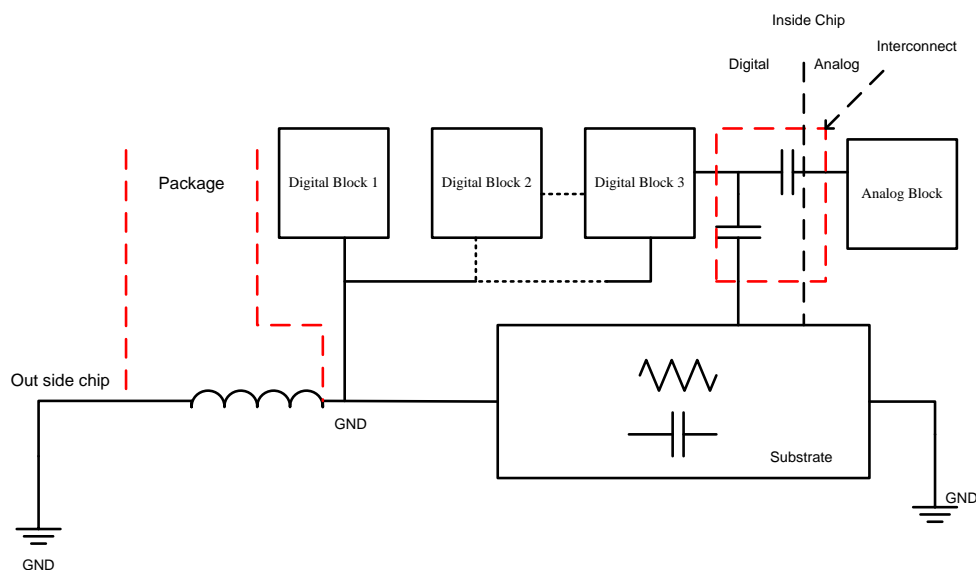 Inside Chip
Interconnect
Digital
Analog
Package
Digital Block 1
Digital Block 2
Digital Block 3
Analog Block
Out side chip
GND
Substrate
GND
GND